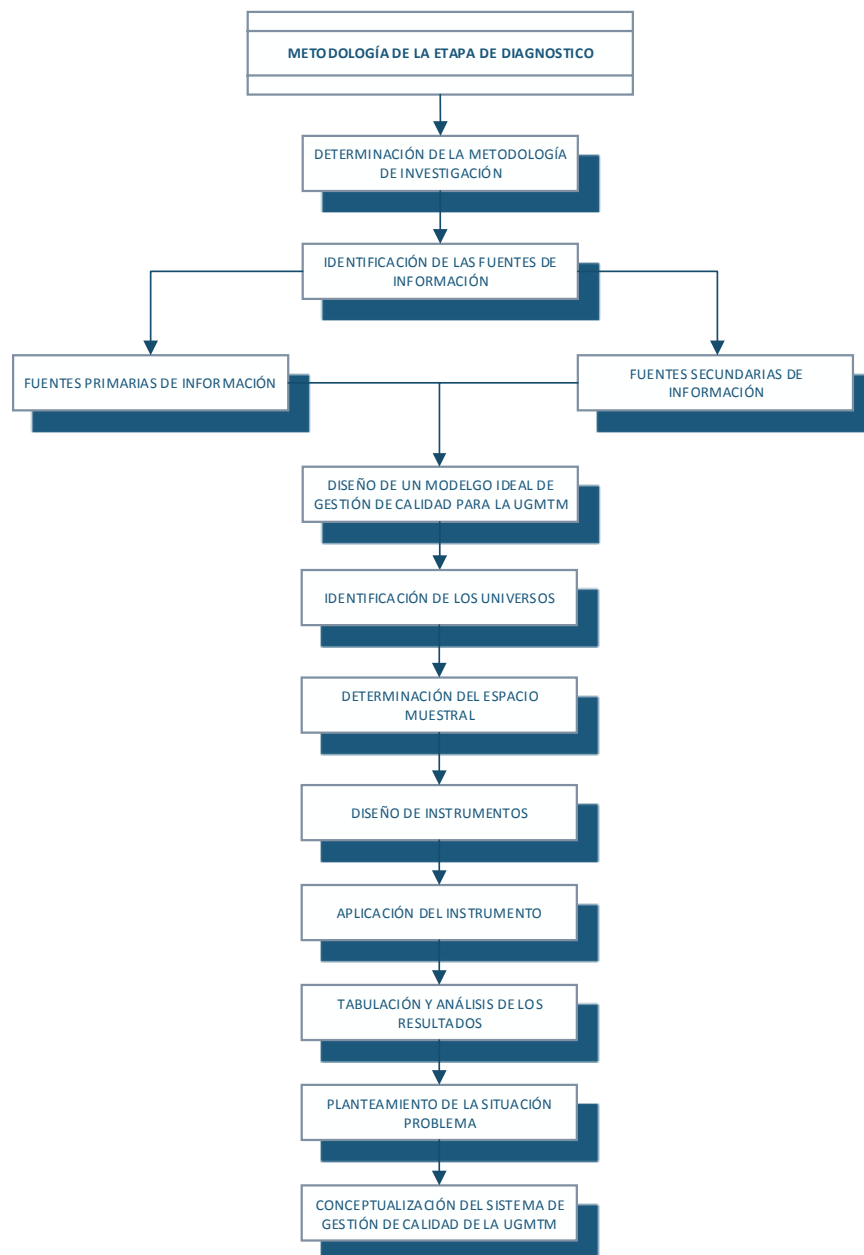 METODOLOGÍA DE LA ETAPA DE DIAGNOSTICO
DETERMINACIÓN DE LA METODOLOGÍA
DE INVESTIGACIÓN
IDENTIFICACIÓN DE LAS FUENTES DE
INFORMACIÓN
FUENTES PRIMARIAS DE INFORMACIÓN
FUENTES SECUNDARIAS DE
INFORMACIÓN
DISEÑO DE UN MODELGO IDEAL DE
GESTIÓN DE CALIDAD PARA LA UGMTM
IDENTIFICACIÓN DE LOS UNIVERSOS
DETERMINACIÓN DEL ESPACIO
MUESTRAL
DISEÑO DE INSTRUMENTOS
APLICACIÓN DEL INSTRUMENTO
TABULACIÓN Y ANÁLISIS DE LOS
RESULTADOS
PLANTEAMIENTO DE LA SITUACIÓN
PROBLEMA
CONCEPTUALIZACIÓN DEL SISTEMA DE
GESTIÓN DE CALIDAD DE LA UGMTM